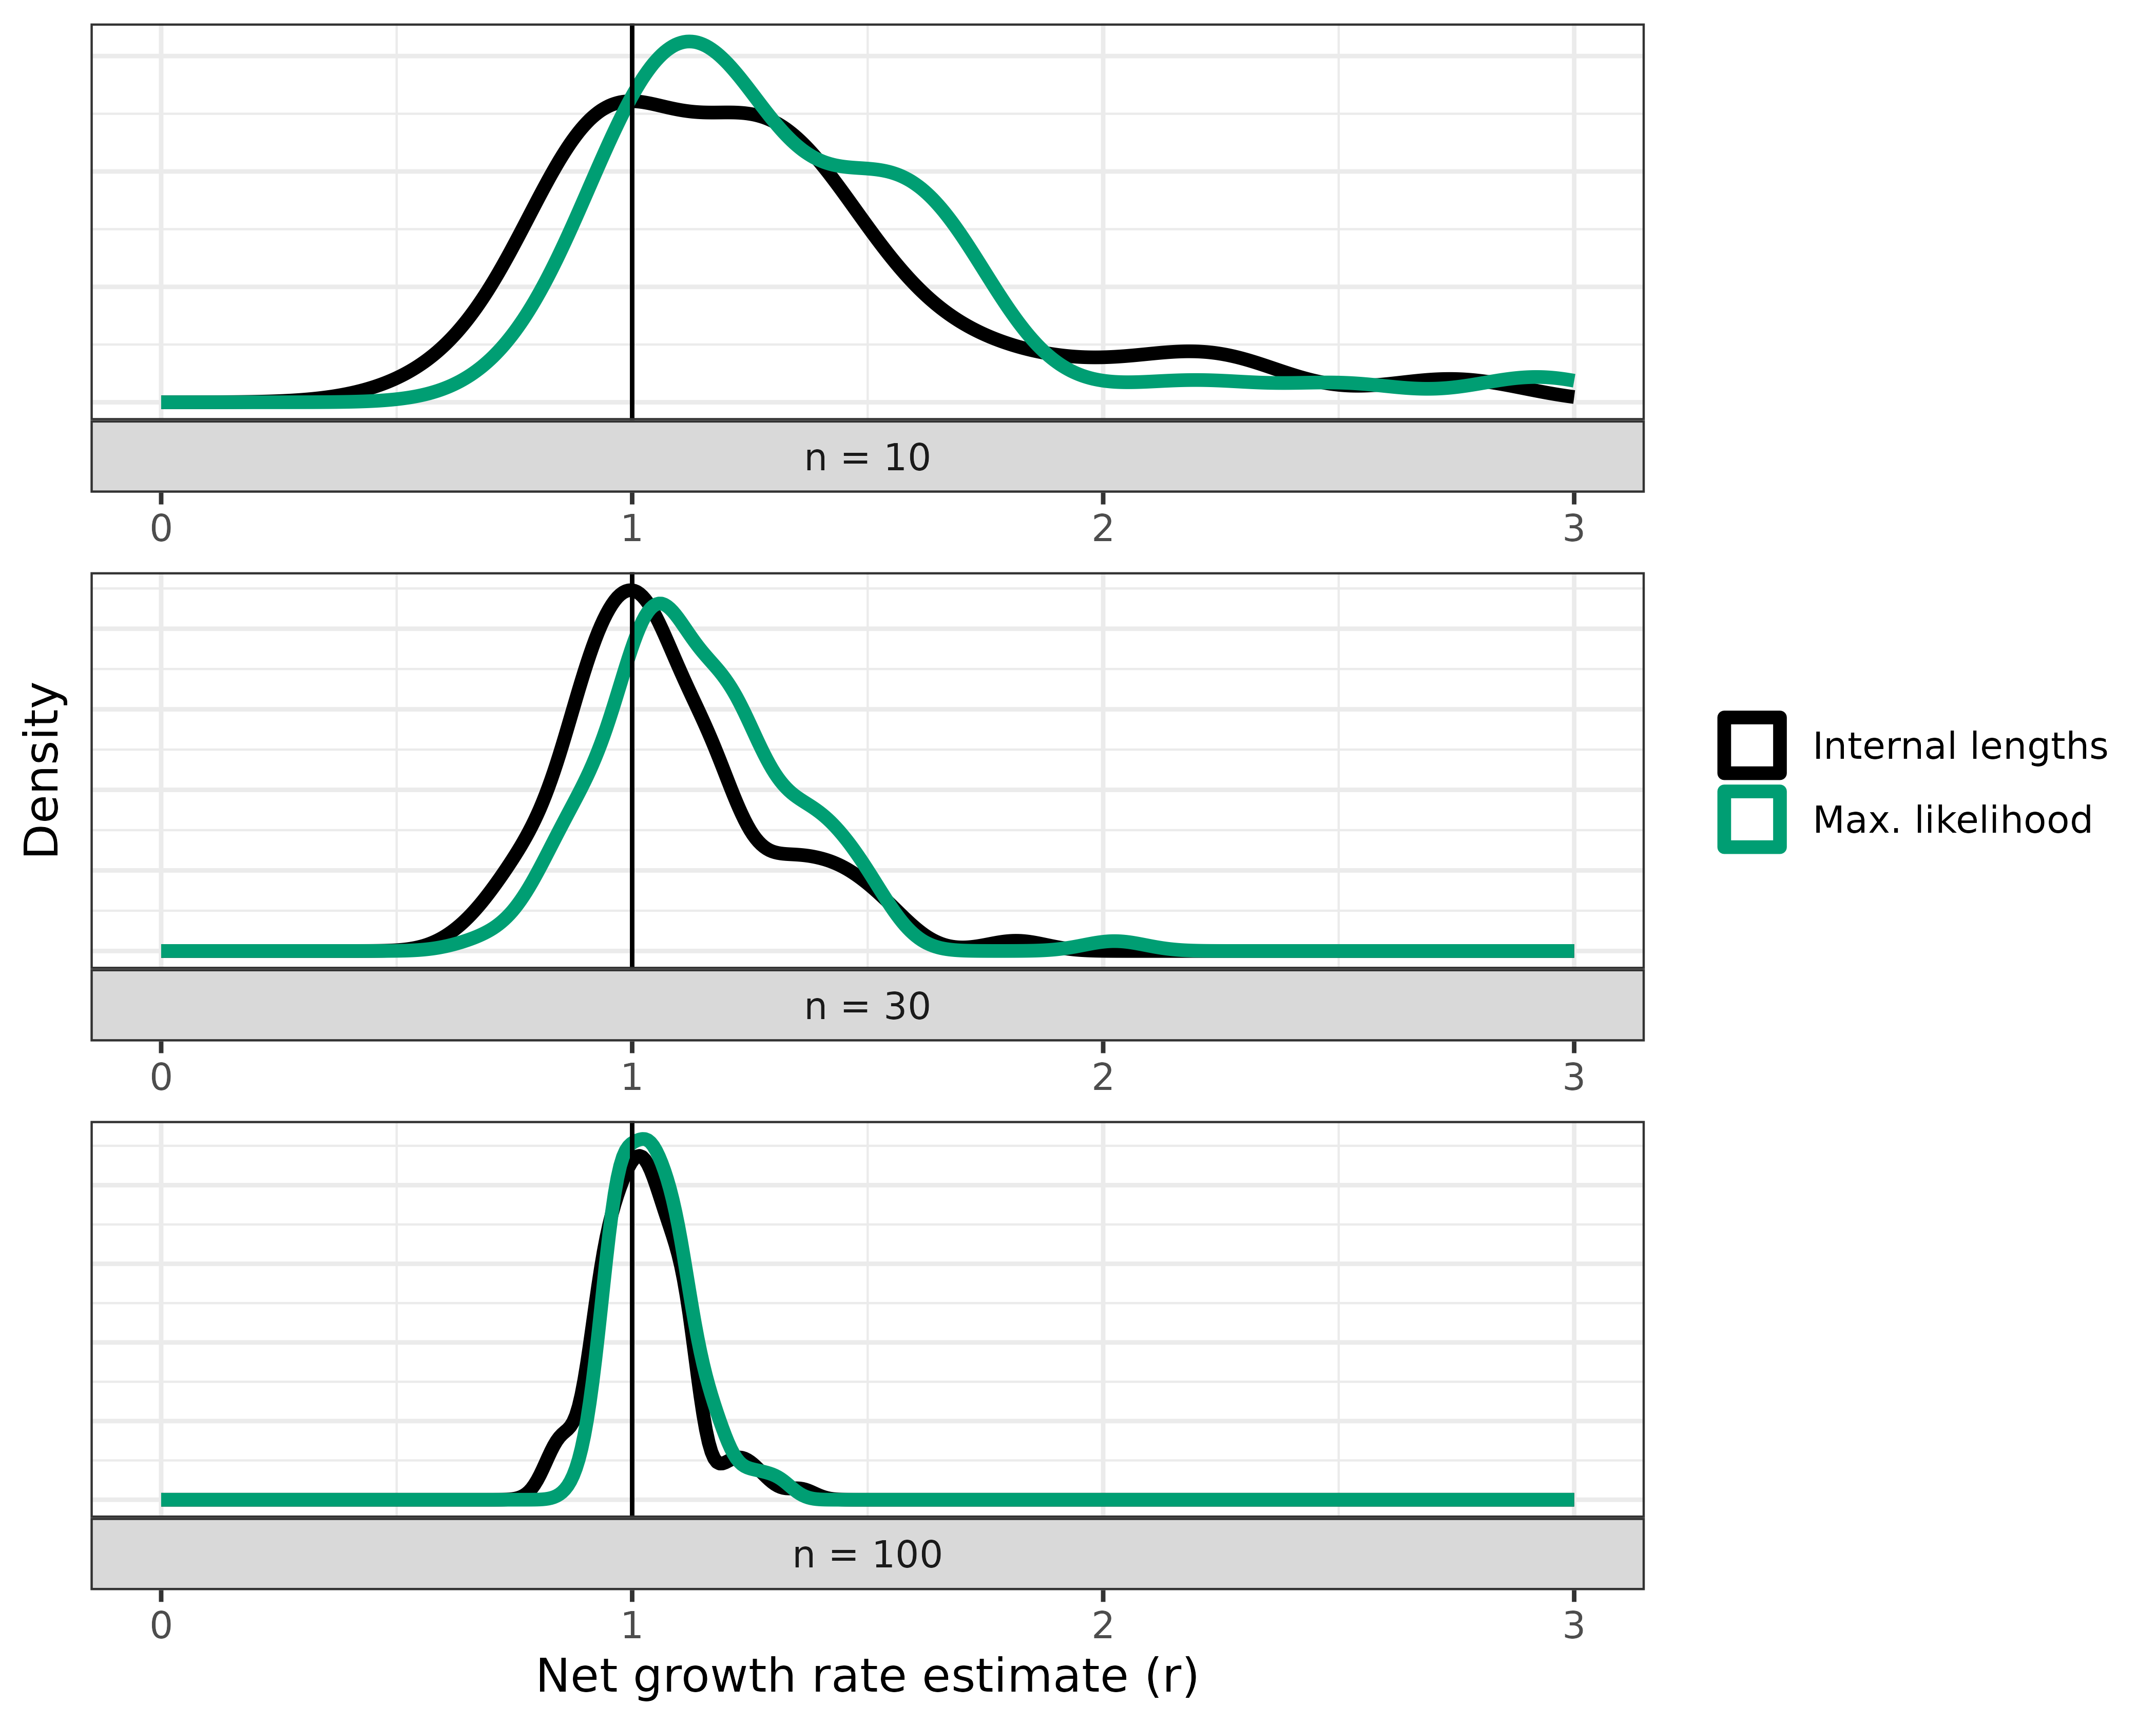 n = 10
0 1 2 3
Density
n = 30
0 1 2 3
Internal lengths
Max. likelihood
n = 100
0 1 2 3
Net growth rate estimate (r)